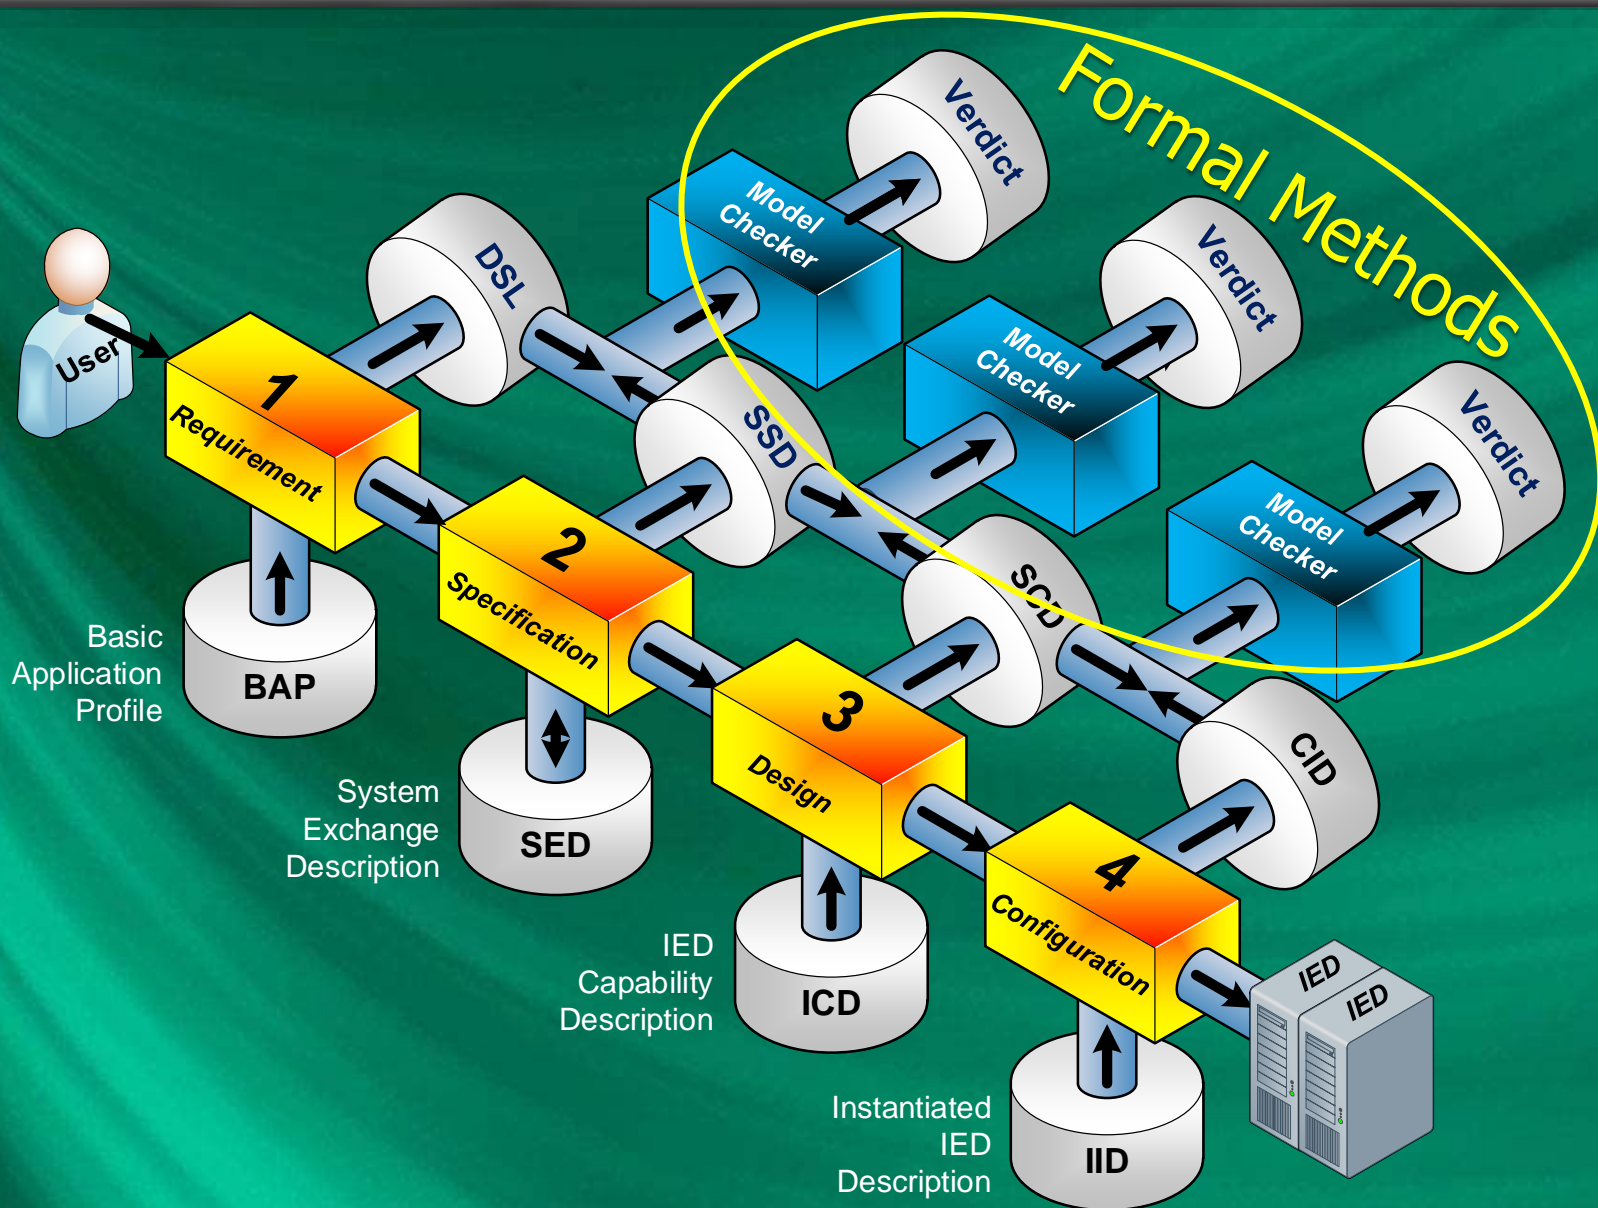 Formal Methods
Verdict
Model
Checker
Verdict
Model
Checker
Verdict
Model
Checker
DSL
SSD
SCD
CID
User
1
Requirement
2
Specification
3
Design
4
Configuration
Basic
Application
Profile
BAP
System
Exchange
Description
SED
IED
Capability
Description
ICD
Instantiated
IED
Description
IID
IED
IED